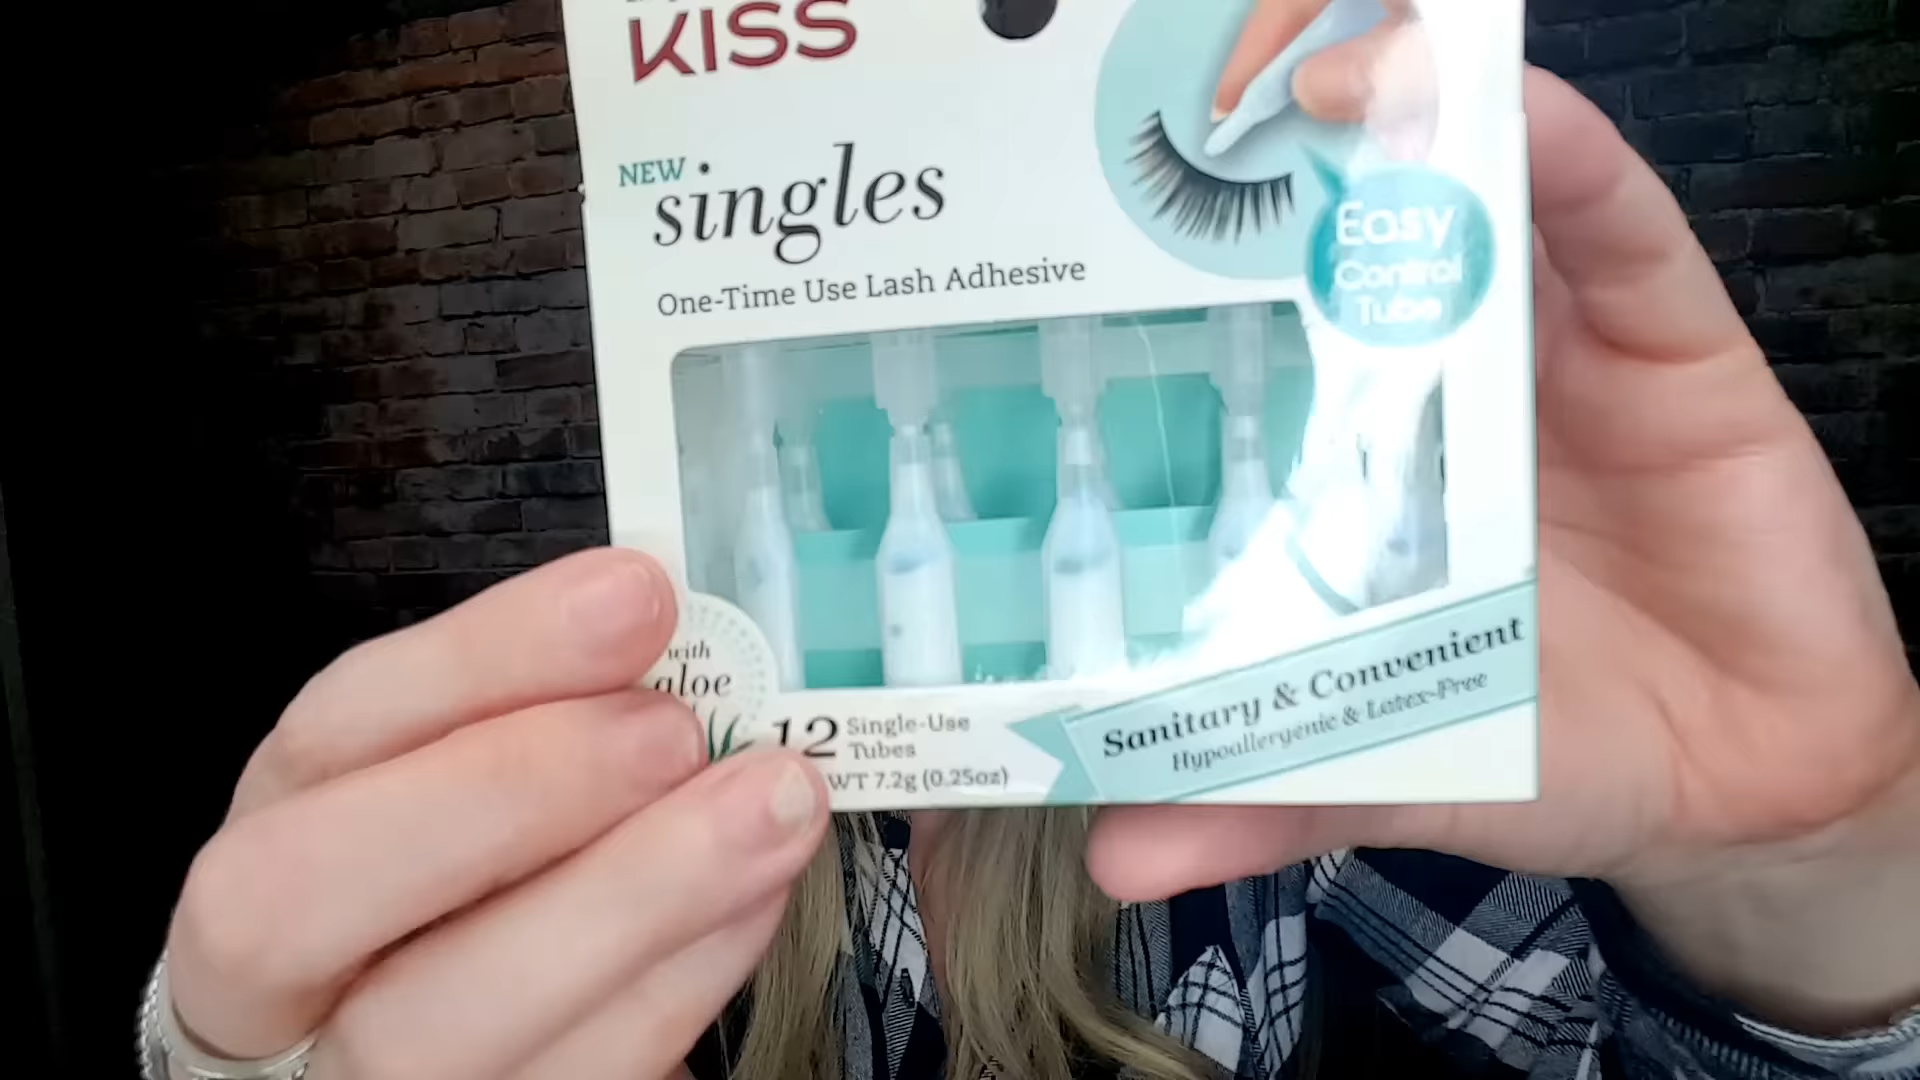 KISS
NEW
singles
One-Time Use Lash Adhesive
Easy
Control
Tube
with
aloe
12 Single-Use
Tubes
WT 7.2g (0.25oz)
Sanitary & Convenient
Hypoallergenic & Latex-Free